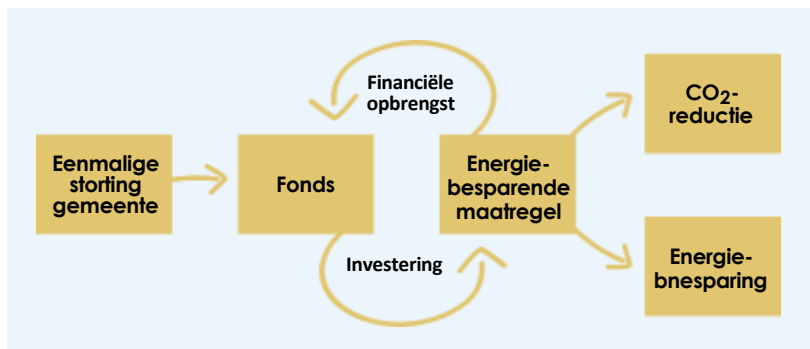 Eenmalige
storting
gemeente
Fonds
Financiële
opbrengst
Investering
Energie-
besparende
maatregel
CO2-
reductie
Energie-
bnesparing